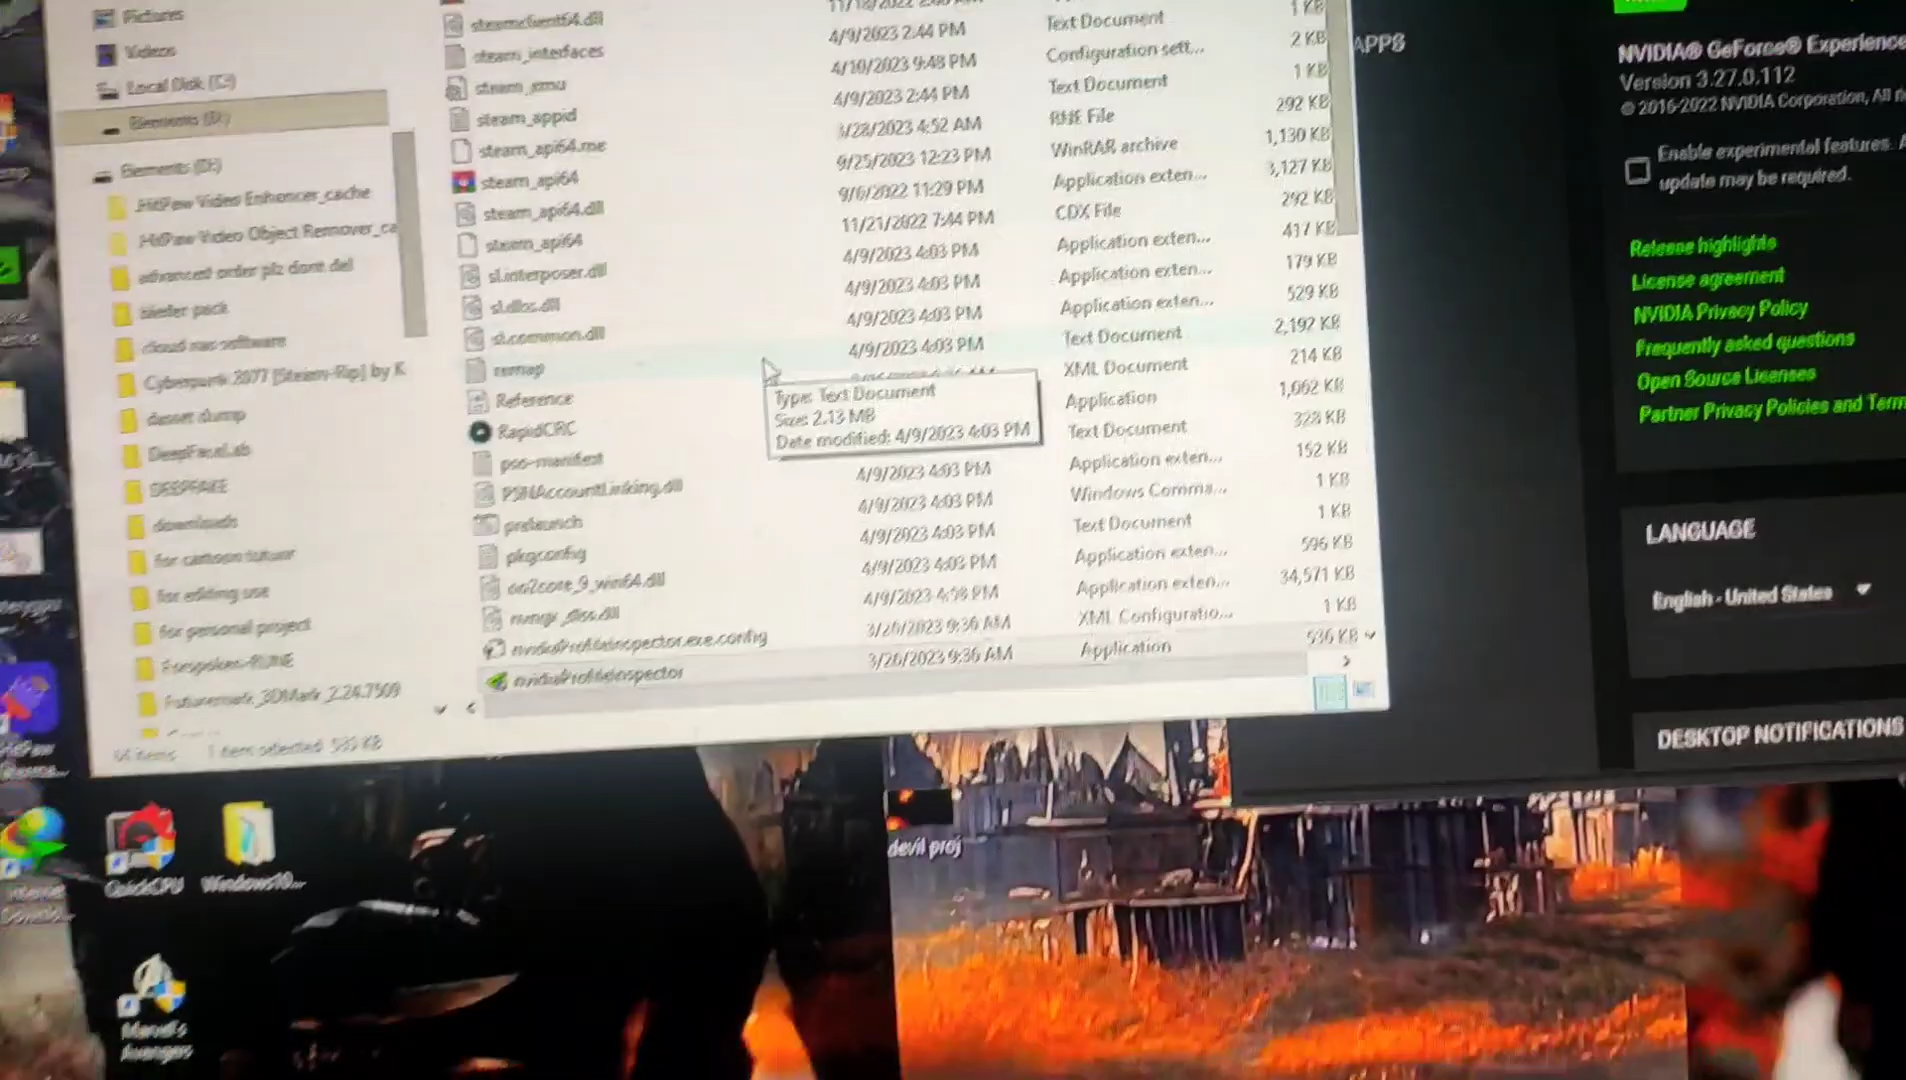 Pictures
Videos
Local Disk (C:)
Elements (D:)
Elements (D:)
.HitPaw Video Enhancer_cache
.HitPaw Video Object Remover_ca
advanced order plz dont del
cloud nas software
Cyberpunk 2077 [Steam-Rip] by K
dasset dump
DeepFaceLab
DEEPFAKE
downloads
for cartoon tutuor
for editing use
for personal project
Forspoken-RUNE
Futuremark_3DMark_2.24.7509
1 item selected 935 KB
steamclient64.dll
steam_interfaces
steam_emu
steam_appid
steam_api64.rne
steam_api64
steam_api64.dll
steam_api64
sl.interposer.dll
sl.dlss.dll
sl.common.dll
remap
Reference
RapidCRC
pos-manifest
PSNAccountLinking.dll
prelaunch
pkgconfig
oo2core_9_win64.dll
nvngx_dlss.dll
nvidiaProfileInspector.exe.config
nvidiaProfileInspector
4/9/2023 2:44 PM
4/10/2023 9:48 PM
4/9/2023 2:44 PM
3/28/2023 4:52 AM
9/25/2023 12:23 PM
9/6/2022 11:29 PM
11/21/2022 7:44 PM
4/9/2023 4:03 PM
4/9/2023 4:03 PM
4/9/2023 4:03 PM
4/9/2023 4:03 PM
Type: Text Document
Size: 2.13 MB
Date modified: 4/9/2023 4:03 PM
4/9/2023 4:03 PM
4/9/2023 4:03 PM
4/9/2023 4:03 PM
4/9/2023 4:03 PM
4/9/2023 4:58 PM
3/26/2023 9:36 AM
3/26/2023 9:36 AM
Text Document
Configuration sett...
Text Document
RNE File
WinRAR archive
Application exten...
CDX File
Application exten...
Application exten...
Application exten...
Text Document
XML Document
Application
Text Document
Application exten...
Windows Comma...
Text Document
Application exten...
Application exten...
XML Configuratio...
Application
1 KB
2 KB
1 KB
292 KB
1,130 KB
3,127 KB
292 KB
417 KB
179 KB
529 KB
2,192 KB
214 KB
1,062 KB
328 KB
152 KB
1 KB
1 KB
596 KB
34,571 KB
1 KB
936 KB
APPS
NVIDIA® GeForce® Experience
Version 3.27.0.112
© 2016-2022 NVIDIA Corporation, All ri
Enable experimental features. A
update may be required.
Release highlights
License agreement
NVIDIA Privacy Policy
Frequently asked questions
Open Source Licenses
Partner Privacy Policies and Term
LANGUAGE
English - United States
DESKTOP NOTIFICATIONS
QuickCPU
Windows10...
devil proj
Marvel's
Avengers